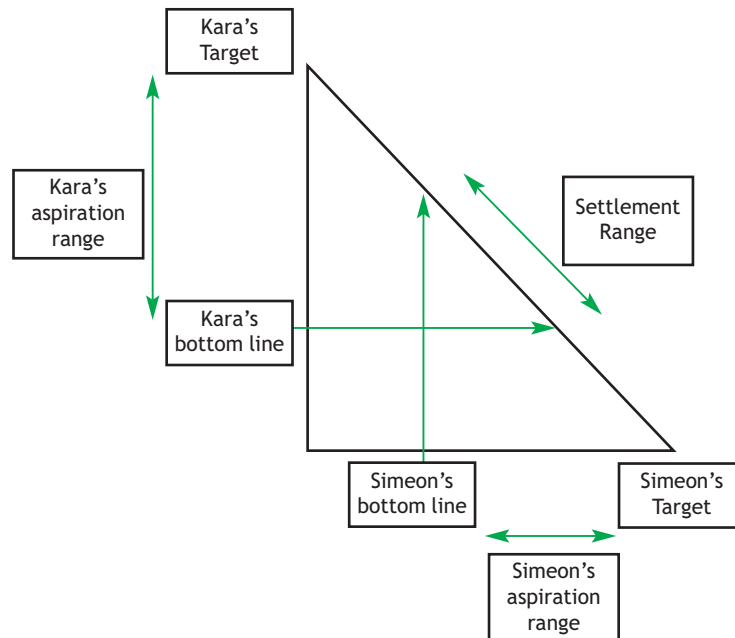 Kara’s
Target
Kara’s
aspiration
range
Settlement
Range
Kara’s
bottom line
Simeon’s
bottom line
Simeon’s
Target
Simeon’s
aspiration
range